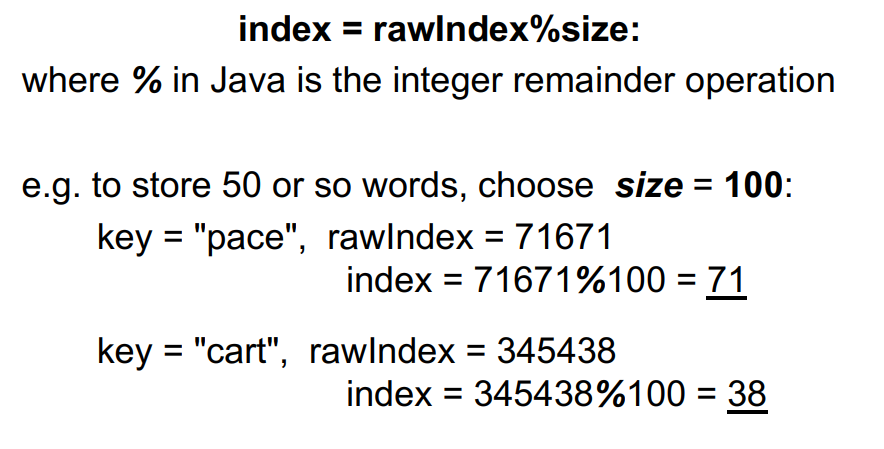 index = rawIndex%size:
where % in Java is the integer remainder operation
e.g. to store 50 or so words, choose size = 100:
key = "pace", rawIndex = 71671
index = 71671%100 = 71
key = "cart", rawIndex = 345438
index = 345438%100 = 38